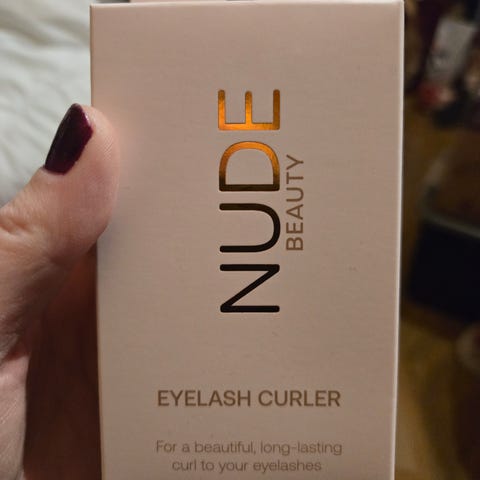 NUDE
BEAUTY
EYELASH CURLER
For a beautiful, long-lasting
curl to your eyelashes